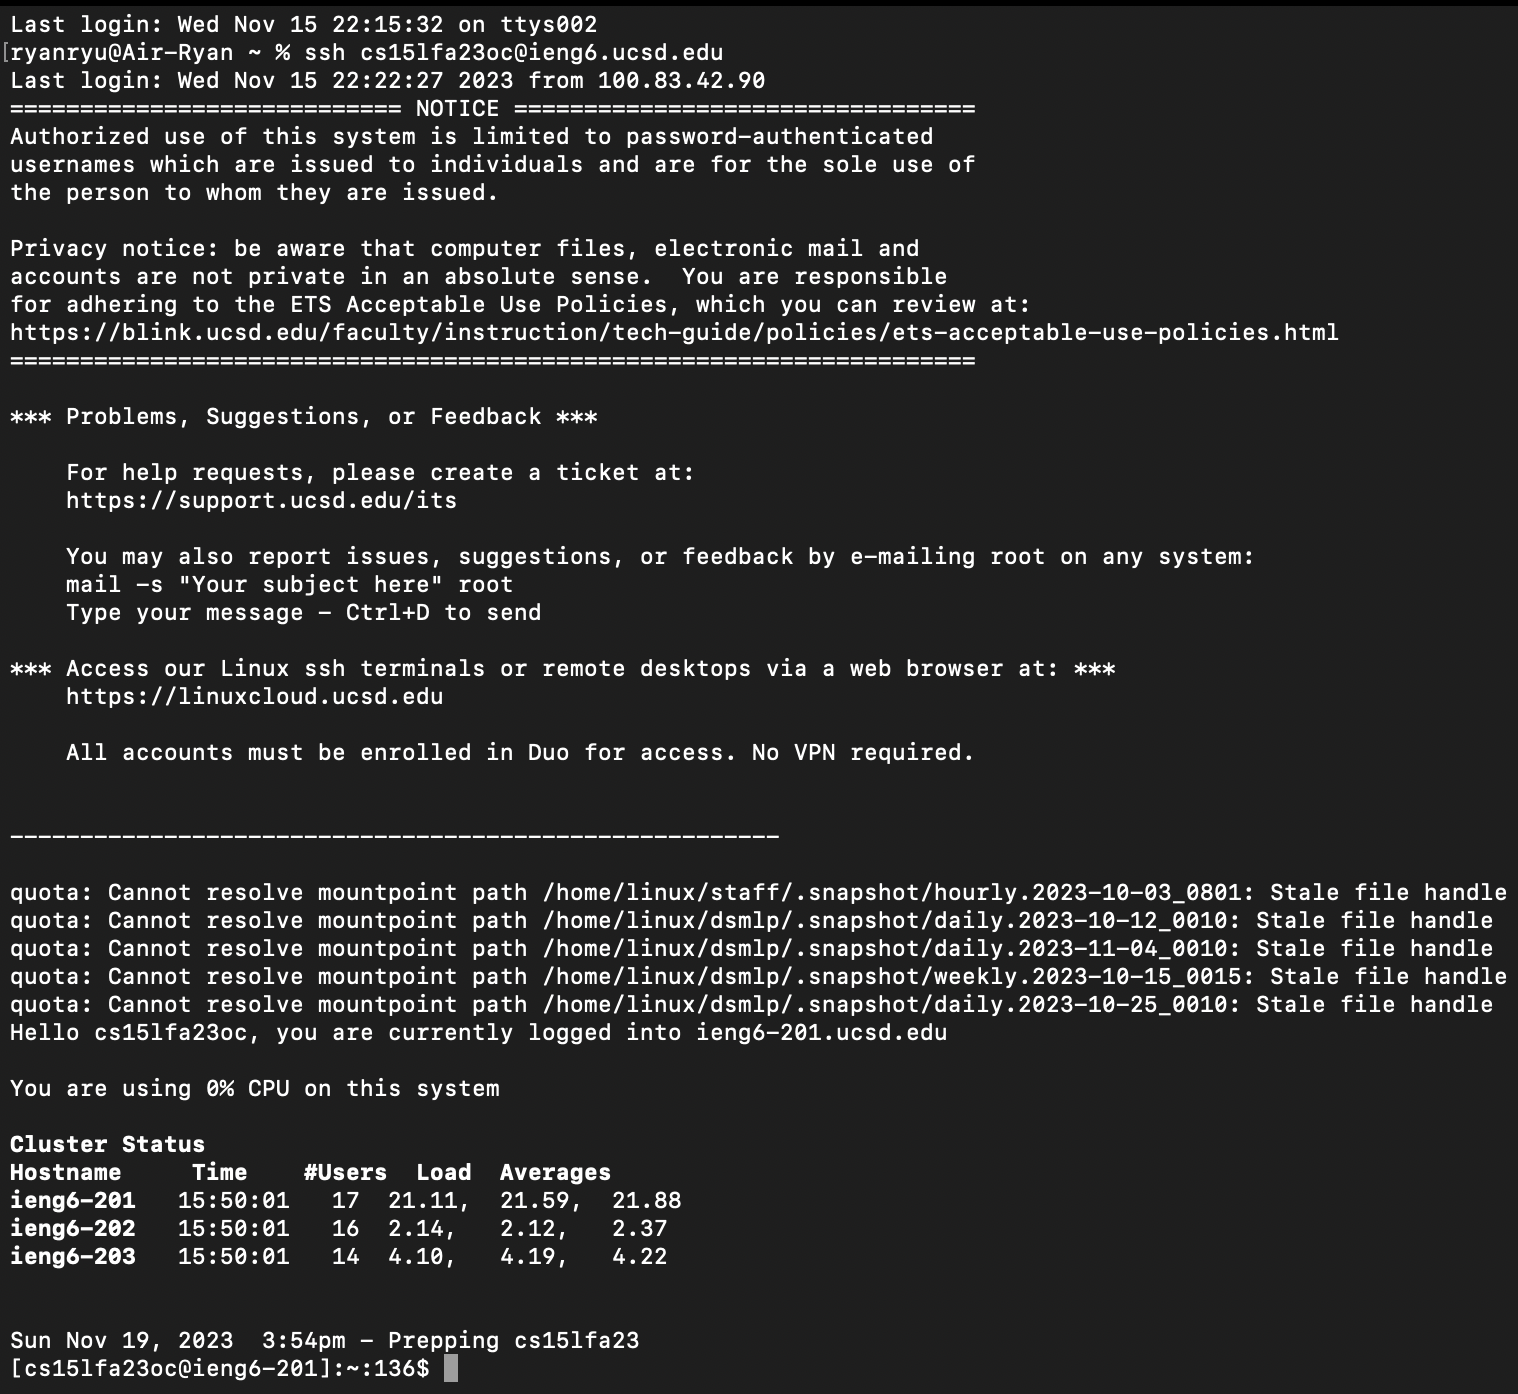 Last login: Wed Nov 15 22:15:32 on ttys002
[ryanryu@Air-Ryan ~ % ssh cs15lfa23oc@ieng6.ucsd.edu
Last login: Wed Nov 15 22:22:27 2023 from 100.83.42.90
============================ NOTICE =================================
Authorized use of this system is limited to password-authenticated
usernames which are issued to individuals and are for the sole use of
the person to whom they are issued.

Privacy notice: be aware that computer files, electronic mail and
accounts are not private in an absolute sense.  You are responsible
for adhering to the ETS Acceptable Use Policies, which you can review at:
https://blink.ucsd.edu/faculty/instruction/tech-guide/policies/ets-acceptable-use-policies.html
=====================================================================

*** Problems, Suggestions, or Feedback ***

    For help requests, please create a ticket at:
    https://support.ucsd.edu/its

    You may also report issues, suggestions, or feedback by e-mailing root on any system:
    mail -s "Your subject here" root
    Type your message - Ctrl+D to send

*** Access our Linux ssh terminals or remote desktops via a web browser at: ***
    https://linuxcloud.ucsd.edu

    All accounts must be enrolled in Duo for access. No VPN required.


-------------------------------------------------------

quota: Cannot resolve mountpoint path /home/linux/staff/.snapshot/hourly.2023-10-03_0801: Stale file handle
quota: Cannot resolve mountpoint path /home/linux/dsmlp/.snapshot/daily.2023-10-12_0010: Stale file handle
quota: Cannot resolve mountpoint path /home/linux/dsmlp/.snapshot/daily.2023-11-04_0010: Stale file handle
quota: Cannot resolve mountpoint path /home/linux/dsmlp/.snapshot/weekly.2023-10-15_0015: Stale file handle
quota: Cannot resolve mountpoint path /home/linux/dsmlp/.snapshot/daily.2023-10-25_0010: Stale file handle
Hello cs15lfa23oc, you are currently logged into ieng6-201.ucsd.edu

You are using 0% CPU on this system

Cluster Status
Hostname     Time    #Users  Load  Averages
ieng6-201   15:50:01   17  21.11,  21.59,  21.88
ieng6-202   15:50:01   16  2.14,   2.12,   2.37
ieng6-203   15:50:01   14  4.10,   4.19,   4.22


Sun Nov 19, 2023  3:54pm - Prepping cs15lfa23
[cs15lfa23oc@ieng6-201]:~:136$